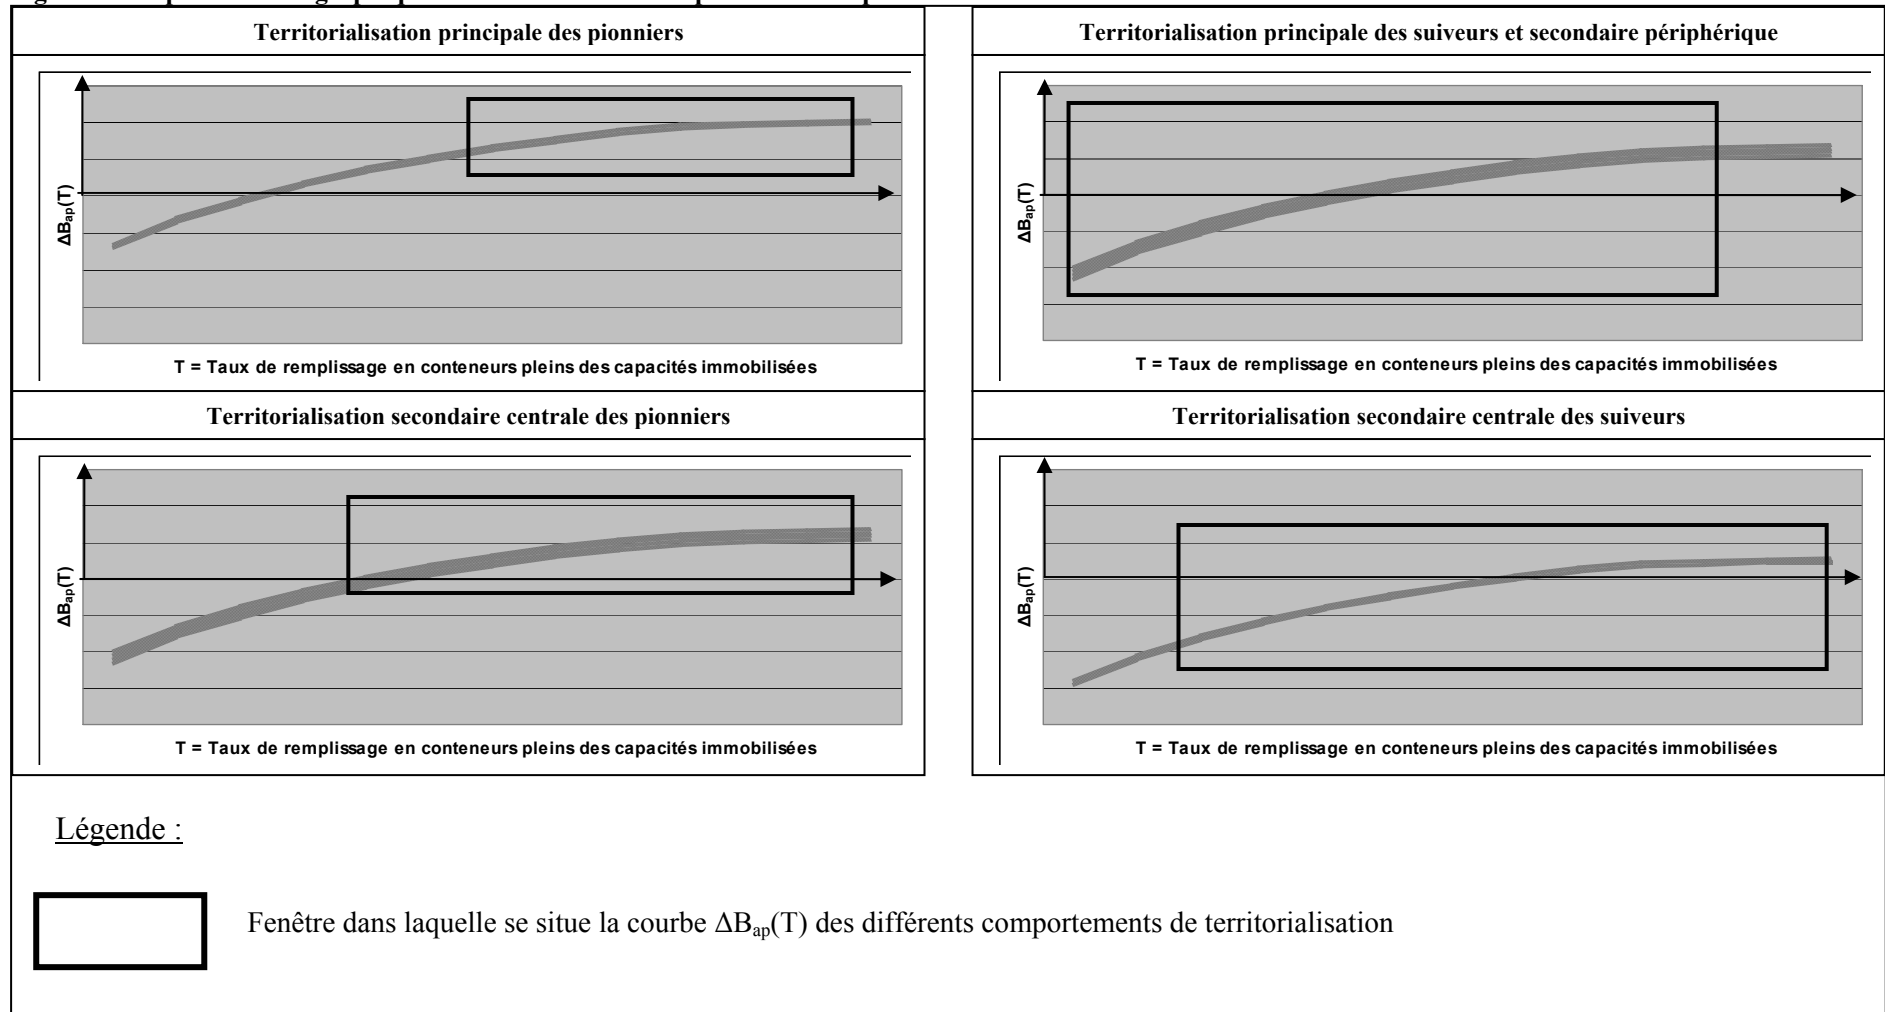 Territorialisation principale des pionniers
Territorialisation principale des suiveurs et secondaire périphérique
ΔBap(T)
T = Taux de remplissage en conteneurs pleins des capacités immobilisées
ΔBap(T)
T = Taux de remplissage en conteneurs pleins des capacités immobilisées
Territorialisation secondaire centrale des pionniers
Territorialisation secondaire centrale des suiveurs
ΔBap(T)
T = Taux de remplissage en conteneurs pleins des capacités immobilisées
ΔBap(T)
T = Taux de remplissage en conteneurs pleins des capacités immobilisées
Légende :
Fenêtre dans laquelle se situe la courbe ΔBap(T) des différents comportements de territorialisation